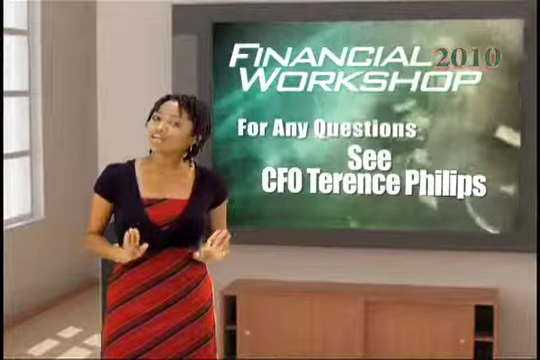 FINANCIAL 2010
WORKSHOP
For Any Questions
See
CFO Terence Philips